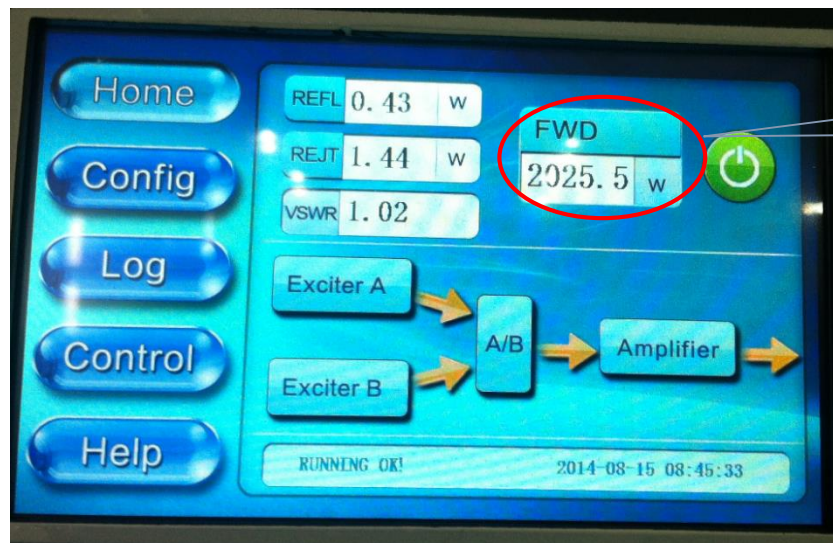 Home
Config
Log
Control
Help
REFL 0.43 W
REJT 1.44 W
VSWR 1.02
FWD
2025.5 W
Exciter A
Exciter B
A/B
Amplifier
RUNNING OK!
2014-08-15 08:45:33